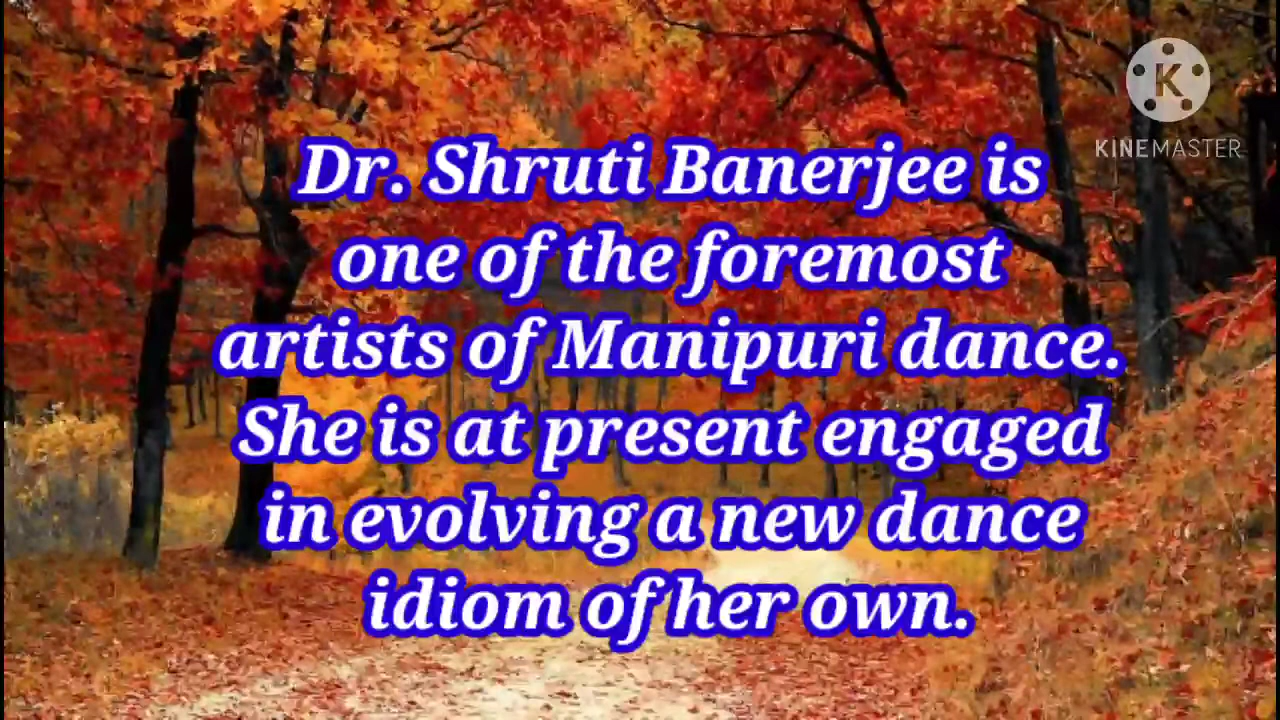 K
KINEMASTER
Dr. Shruti Banerjee is
one of the foremost
artists of Manipuri dance.
She is at present engaged
in evolving a new dance
idiom of her own.